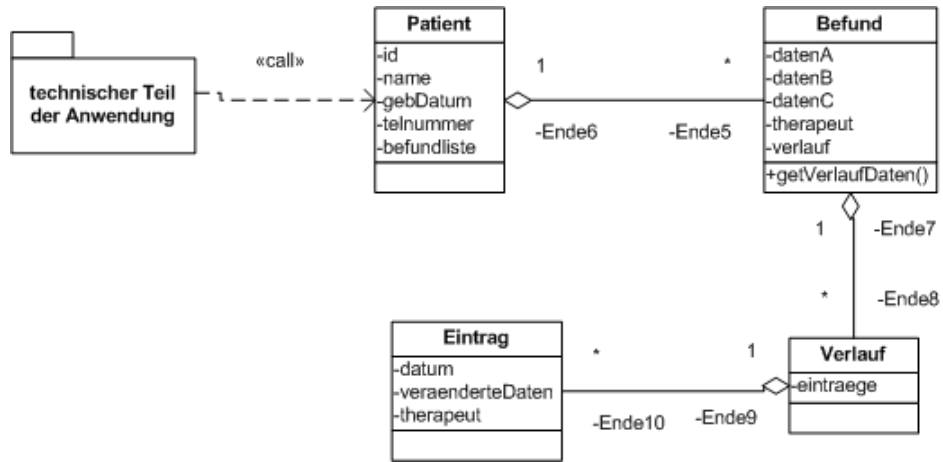 technischer Teil
der Anwendung
«call»
Patient
-id
-name
-gebDatum
-telnummer
-befundliste
1
*
-Ende6
-Ende5
Befund
-datenA
-datenB
-datenC
-therapeut
-verlauf
+getVerlaufDaten()
1
-Ende7
*
-Ende8
Verlauf
-eintraege
1
*
-Ende9
-Ende10
Eintrag
-datum
-veraenderteDaten
-therapeut